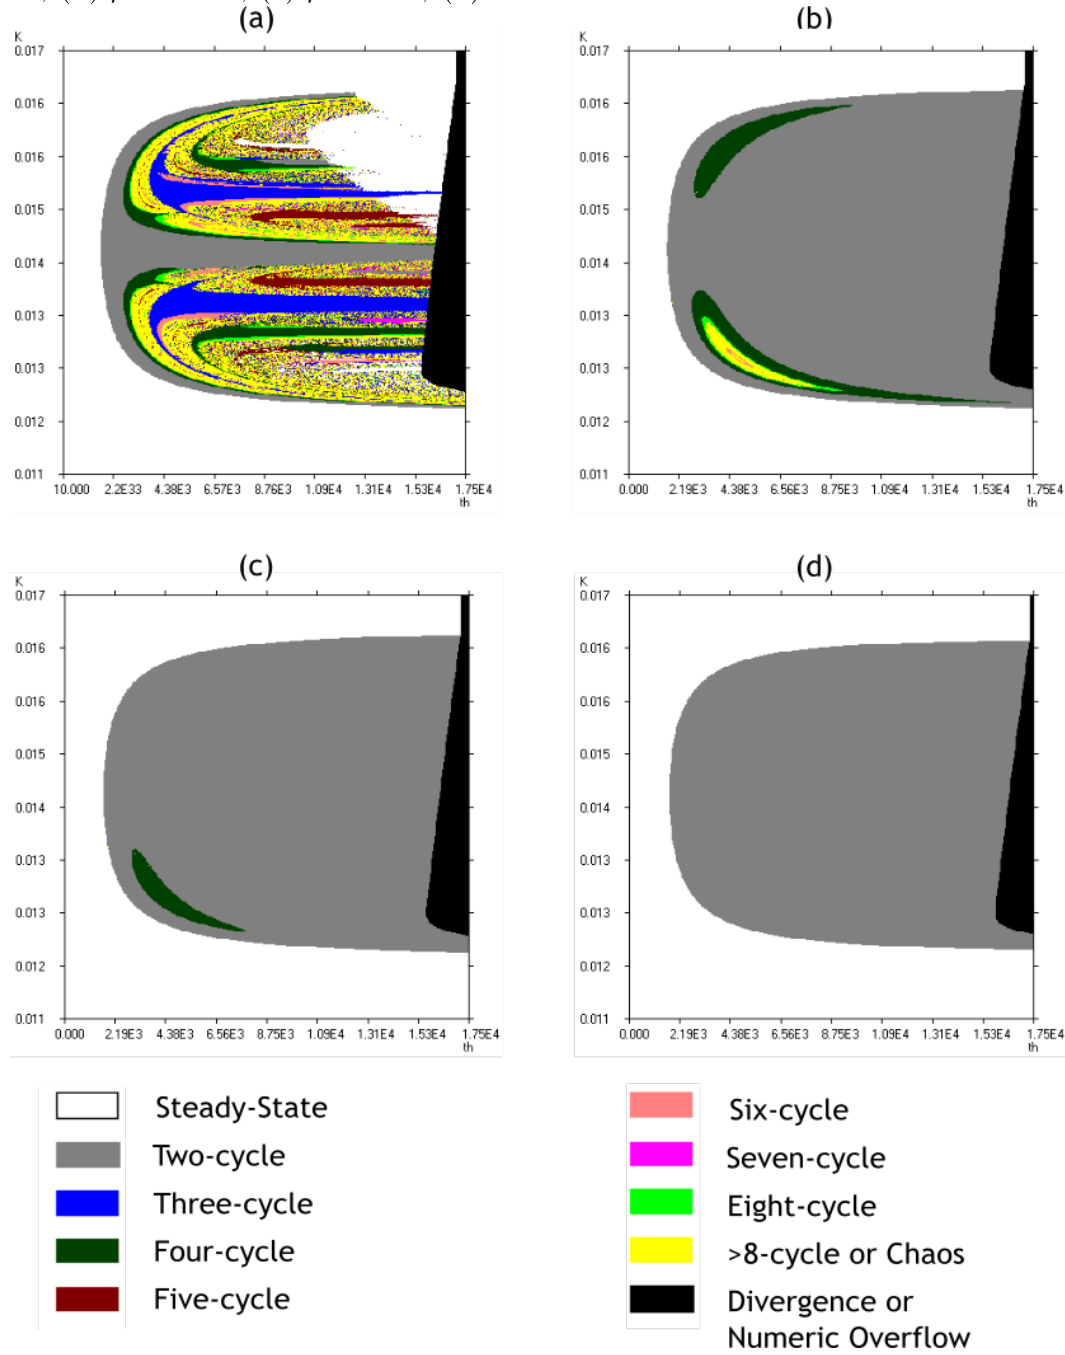 (a)
K
0.017
0.016
0.016
0.015
0.014
0.013
0.013
0.012
0.011
10.000 2.2E33 4.38E3 6.57E3 8.76E3 1.09E4 1.31E4 1.53E4 1.75E4
th
(b)
K
0.017
0.016
0.016
0.015
0.014
0.013
0.013
0.012
0.011
0.000 2.19E3 4.38E3 6.56E3 8.75E3 1.09E4 1.31E4 1.53E4 1.75E4
th
(c)
K
0.017
0.016
0.016
0.015
0.014
0.013
0.013
0.012
0.011
0.000 2.19E3 4.38E3 6.56E3 8.75E3 1.09E4 1.31E4 1.53E4 1.75E4
th
(d)
K
0.017
0.016
0.016
0.015
0.014
0.013
0.013
0.012
0.011
0.000 2.19E3 4.38E3 6.56E3 8.75E3 1.09E4 1.31E4 1.53E4 1.75E4
th
Steady-State
Two-cycle
Three-cycle
Four-cycle
Five-cycle
Six-cycle
Seven-cycle
Eight-cycle
>8-cycle or Chaos
Divergence or
Numeric Overflow